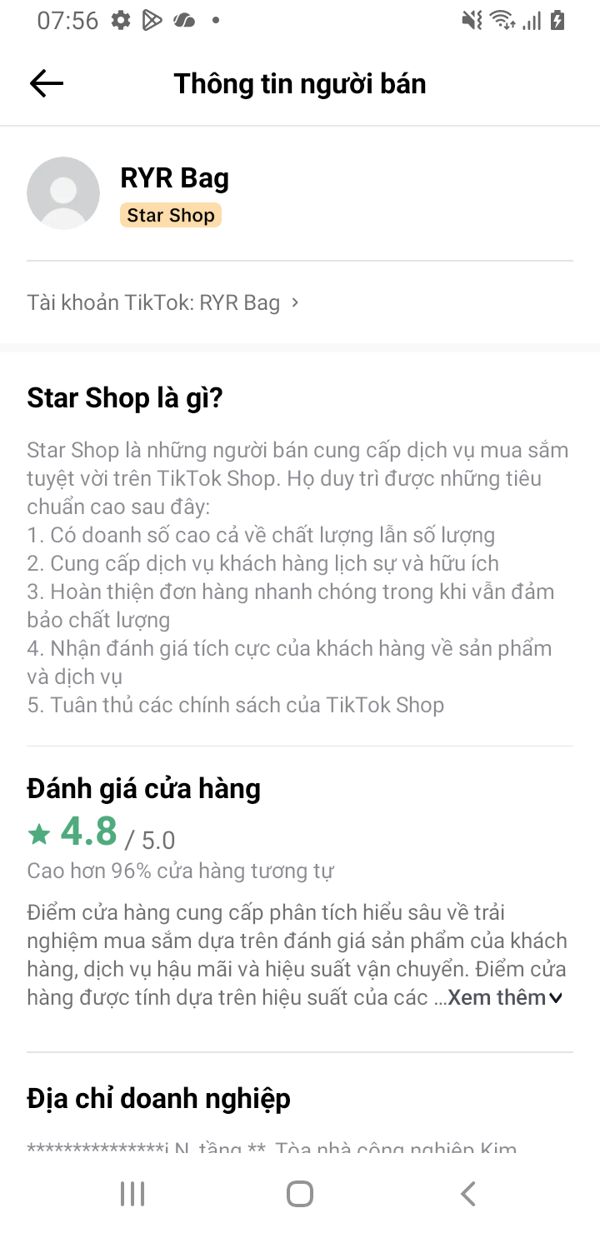 07:56
Thông tin người bán
RYR Bag
Star Shop
Tài khoản TikTok: RYR Bag
Star Shop là gì?
Star Shop là những người bán cung cấp dịch vụ mua sắm
tuyệt vời trên TikTok Shop. Họ duy trì được những tiêu
chuẩn cao sau đây:
1. Có doanh số cao cả về chất lượng lẫn số lượng
2. Cung cấp dịch vụ khách hàng lịch sự và hữu ích
3. Hoàn thiện đơn hàng nhanh chóng trong khi vẫn đảm
bảo chất lượng
4. Nhận đánh giá tích cực của khách hàng về sản phẩm
và dịch vụ
5. Tuân thủ các chính sách của TikTok Shop
Đánh giá cửa hàng
4.8 / 5.0
Cao hơn 96% cửa hàng tương tự
Điểm cửa hàng cung cấp phân tích hiểu sâu về trải
nghiệm mua sắm dựa trên đánh giá sản phẩm của khách
hàng, dịch vụ hậu mãi và hiệu suất vận chuyển. Điểm cửa
hàng được tính dựa trên hiệu suất của các ...Xem thêm
Địa chỉ doanh nghiệp
***************i N, tầng **, Tòa nhà công nghiệp Kim